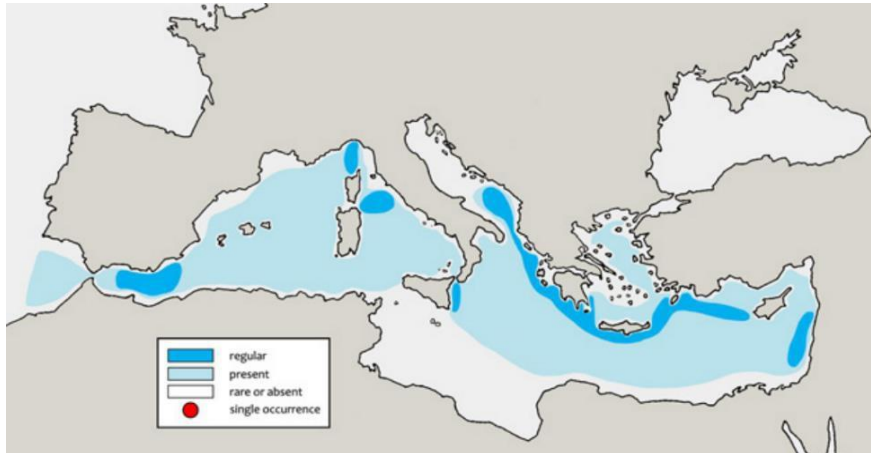 regular
present
rare or absent
single occurrence